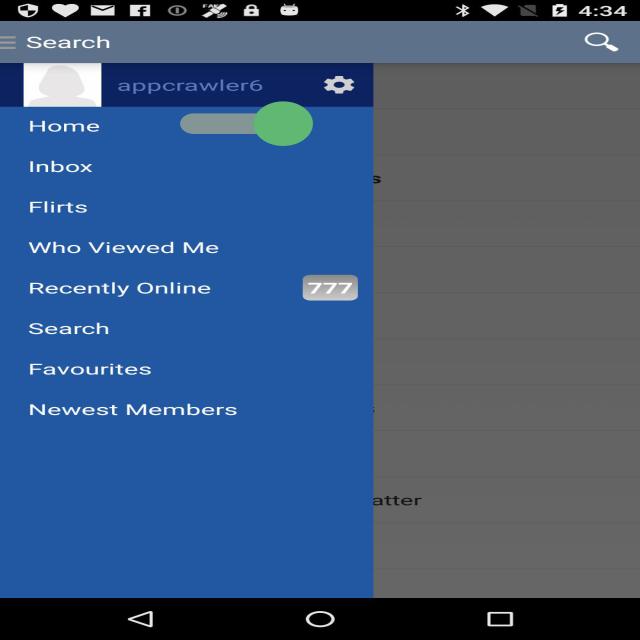 4:34
Search
appcrawler6
Home
Inbox
s
Flirts
Who Viewed Me
Recently Online 777
Search
Favourites
Newest Members
atter